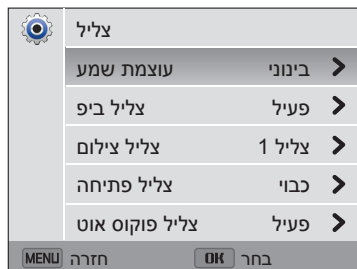 צליל
עוצמת שמע בינוני
צליל ביפ פעיל
צליל צילום צליל 1
צליל פתיחה כבוי
צליל פוקוס אוט פעיל
MENU חזרה OK בחר